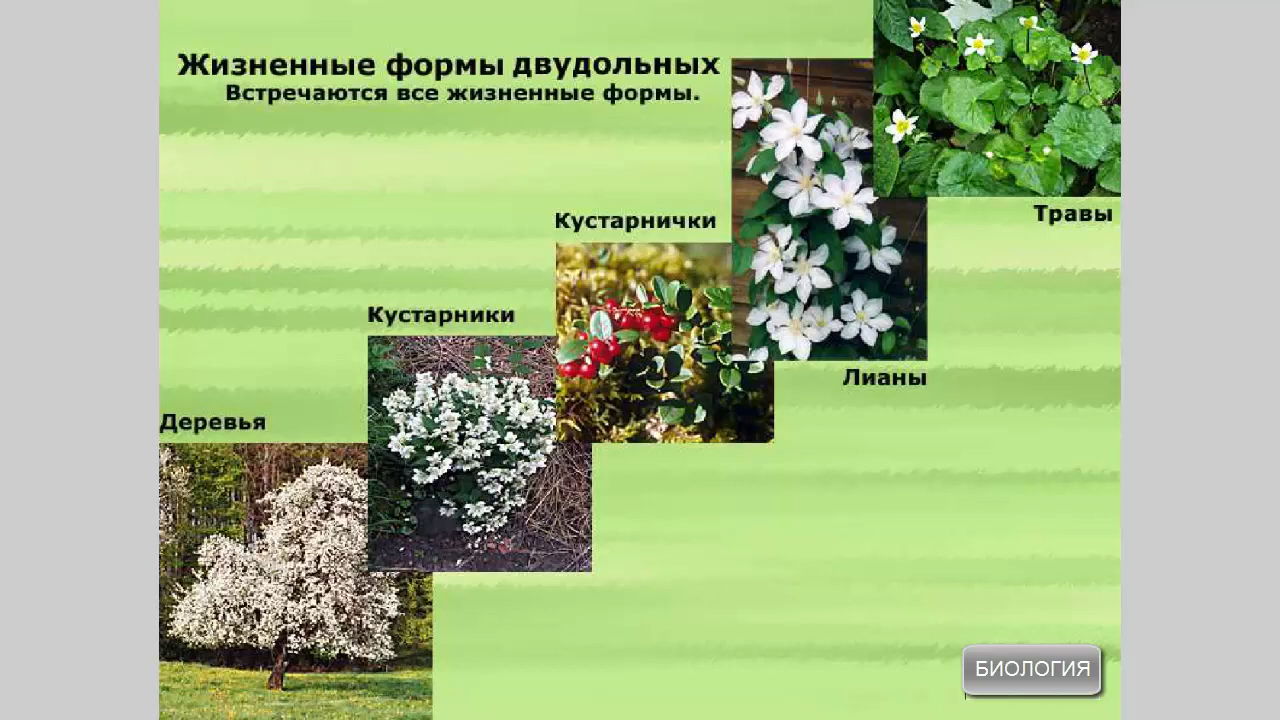 Жизненные формы двудольных
Встречаются все жизненные формы.
Травы
Кустарнички
Кустарники
Лианы
Деревья
БИОЛОГИЯ